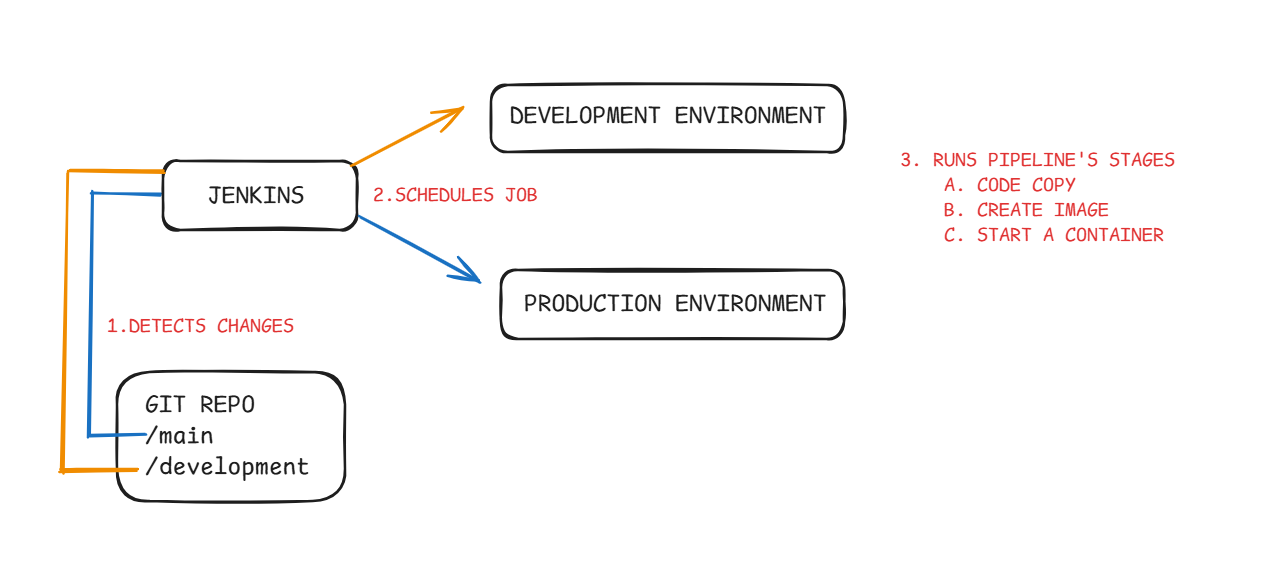 DEVELOPMENT ENVIRONMENT
JENKINS
2.SCHEDULES JOB
3. RUNS PIPELINE'S STAGES
A. CODE COPY
B. CREATE IMAGE
C. START A CONTAINER
PRODUCTION ENVIRONMENT
1.DETECTS CHANGES
GIT REPO
/main
/development